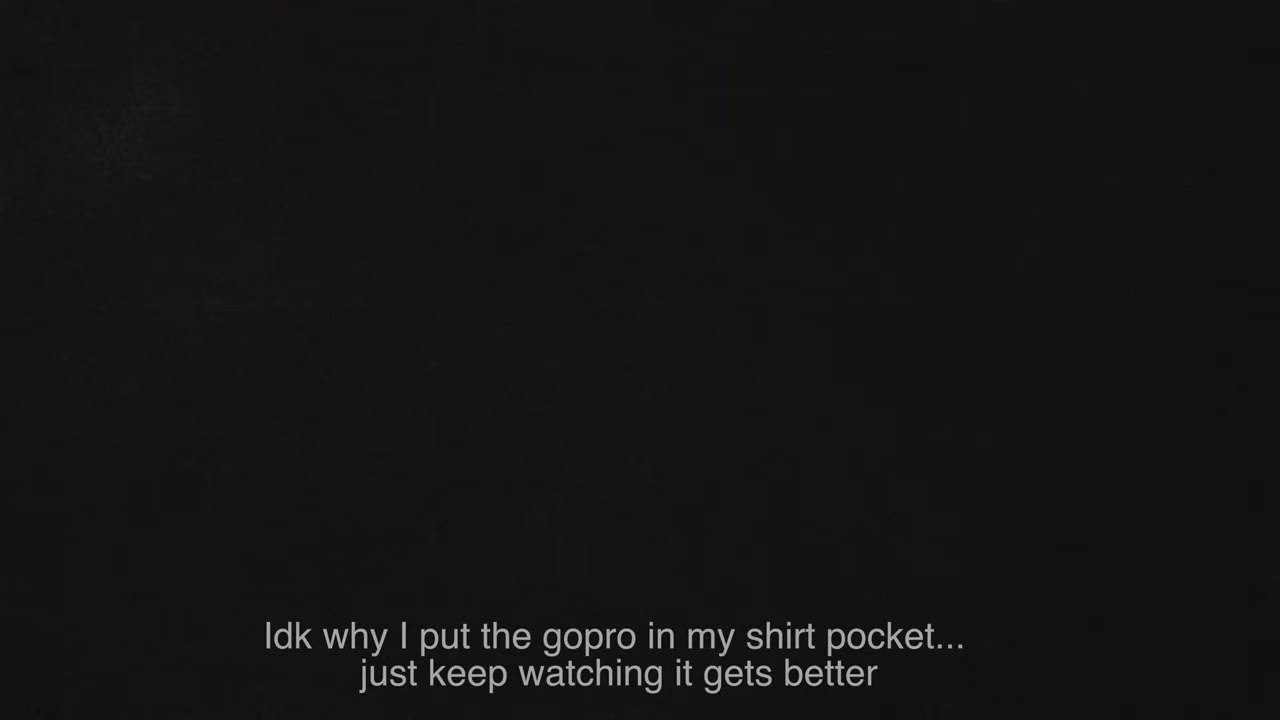 Idk why I put the gopro in my shirt pocket...
just keep watching it gets better